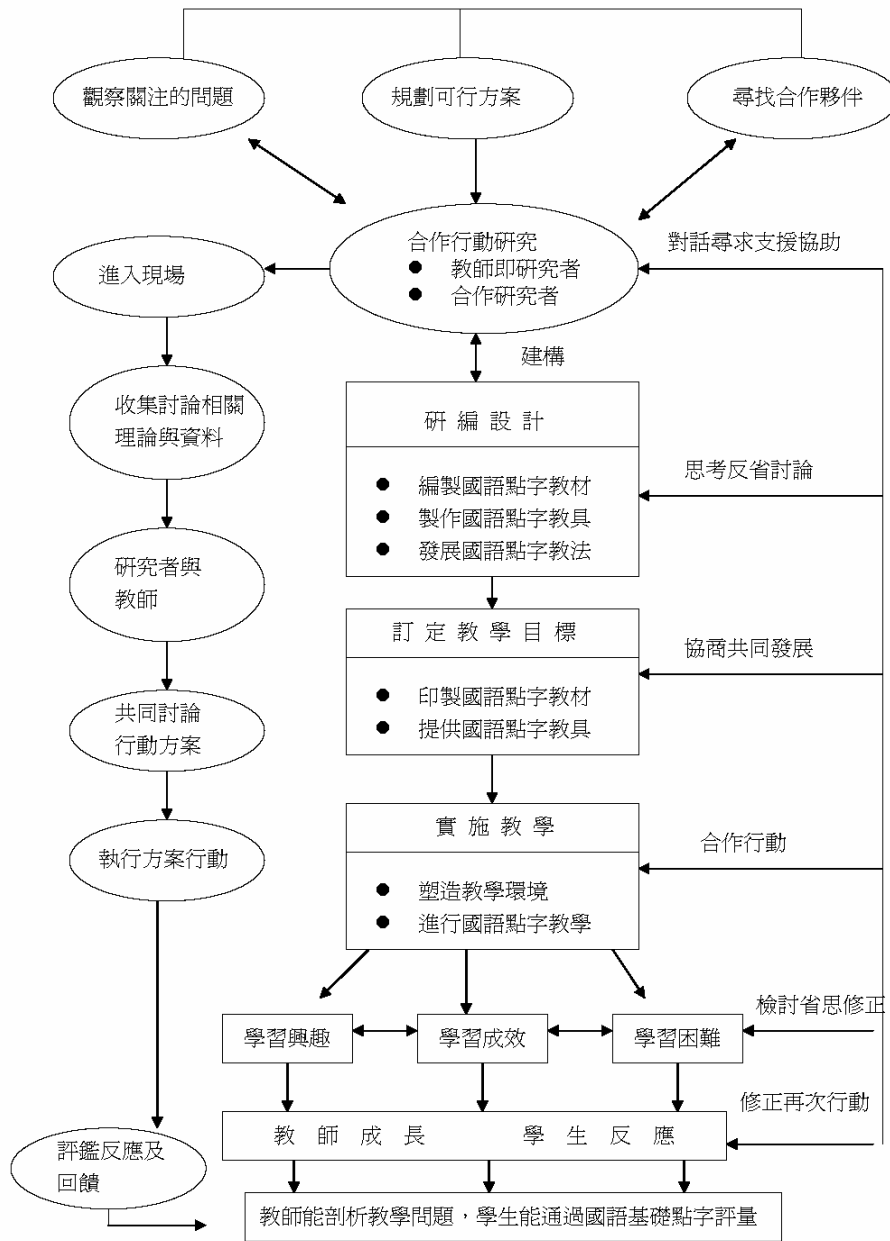 觀察關注的問題
規劃可行方案
尋找合作夥伴
合作行動研究
● 教師即研究者
● 合作研究者
對話尋求支援協助
進入現場
建構
收集討論相關
理論與資料
研編設計
● 編製國語點字教材
● 製作國語點字教具
● 發展國語點字教法
思考反省討論
研究者與
教師
訂定教學目標
● 印製國語點字教材
● 提供國語點字教具
協商共同發展
共同討論
行動方案
實施教學
● 塑造教學環境
● 進行國語點字教學
合作行動
執行方案行動
學習興趣
學習成效
學習困難
檢討省思修正
教師成長 學生反應
修正再次行動
評鑑反應及
回饋
教師能剖析教學問題，學生能通過國語基礎點字評量